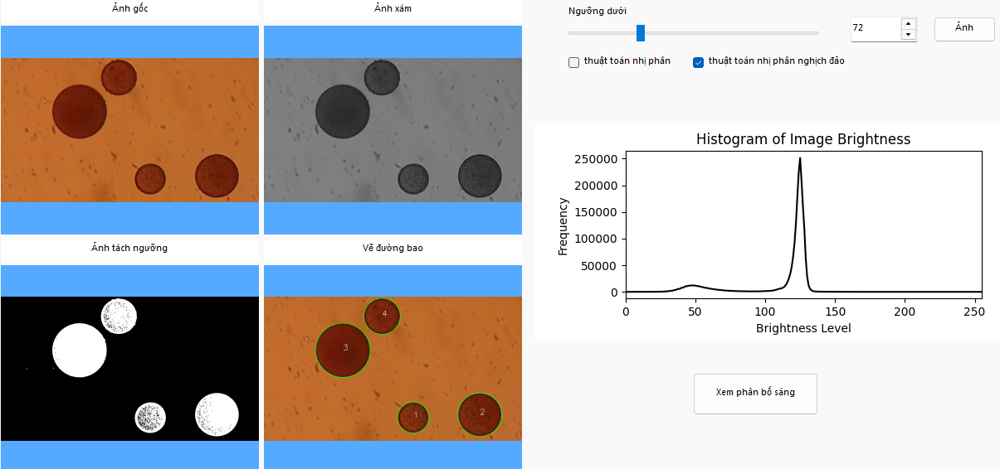 Ảnh gốc
Ảnh xám
Ngưỡng dưới
72
Ảnh
thuật toán nhị phân
thuật toán nhị phân nghịch đảo
Histogram of Image Brightness
250000
200000
150000
100000
50000
0
Frequency
0 50 100 150 200 250
Brightness Level
Ảnh tách ngưỡng
Vẽ đường bao
4
3
1
2
Xem phân bố sáng